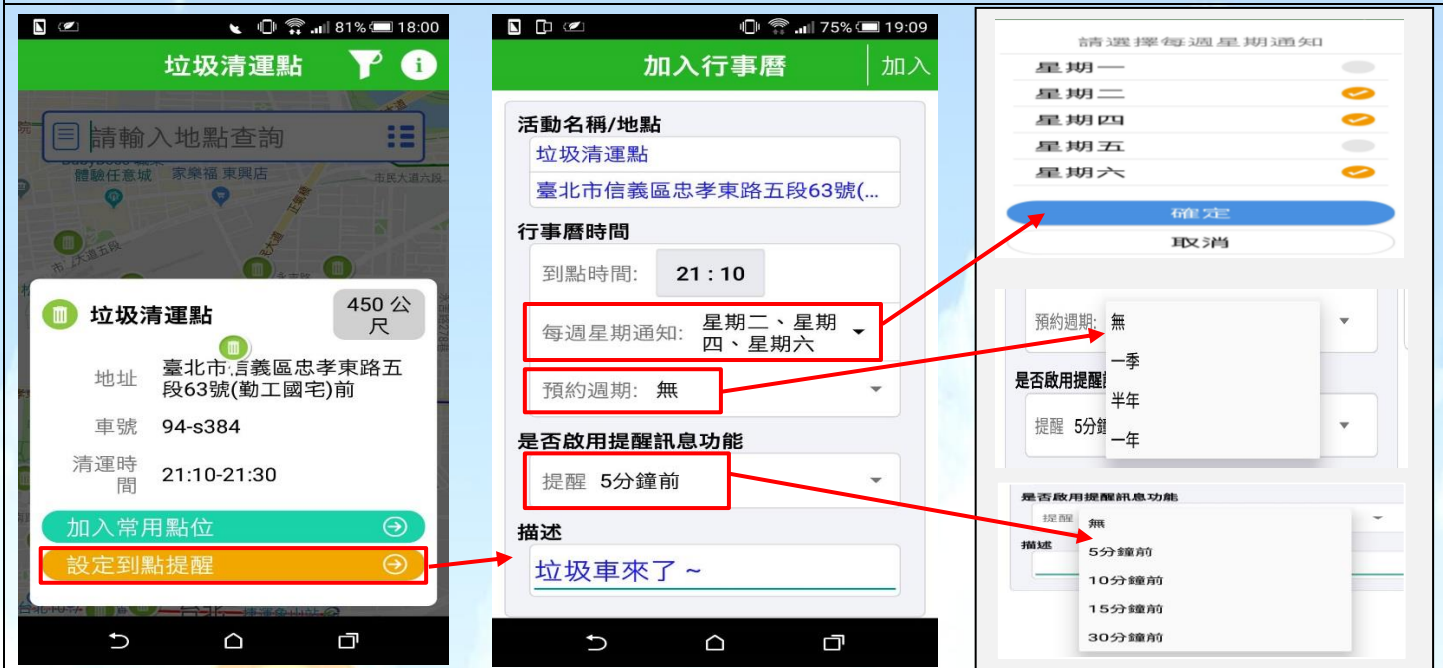 81% 18:00
垃圾清運點
請輸入地點查詢
體驗任意城
家樂福 東興店
市民大道六段
垃圾清運點
450 公
尺
地址
臺北市信義區忠孝東路五
段63號(勤工國宅)前
車號
94-s384
清運時
間
21:10-21:30
加入常用點位
設定到點提醒
75% 19:09
加入行事曆
加入
活動名稱/地點
垃圾清運點
臺北市信義區忠孝東路五段63號(...
行事曆時間
到點時間:
21 : 10
每週星期通知:
星期二、星期
四、星期六
預約週期: 無
是否啟用提醒訊息功能
提醒 5分鐘前
描述
垃圾車來了 ~
請選擇每週星期通知
星期一
星期二
星期四
星期五
星期六
確定
取消
預約週期:
無
一季
半年
一年
是否啟用提醒
提醒 5分鐘
是否啟用提醒訊息功能
提醒
無
描述
5分鐘前
10分鐘前
15分鐘前
30分鐘前